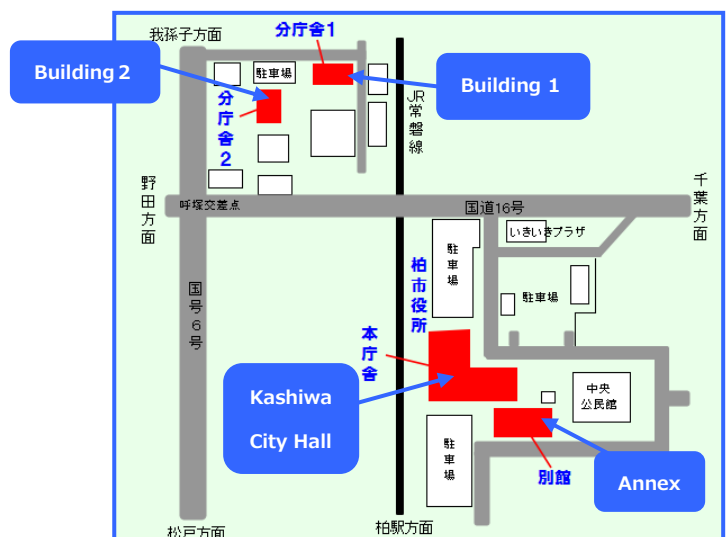 我孫子方面
分庁舎1
Building 2
駐車場
Building 1
分庁舎2
JR常磐線
野田方面
千葉方面
呼塚交差点
国道16号
いきいきプラザ
駐車場
柏市役所
駐車場
国号6号
本庁舎
Kashiwa
City Hall
中央
公民館
駐車場
別館
Annex
松戸方面
柏駅方面